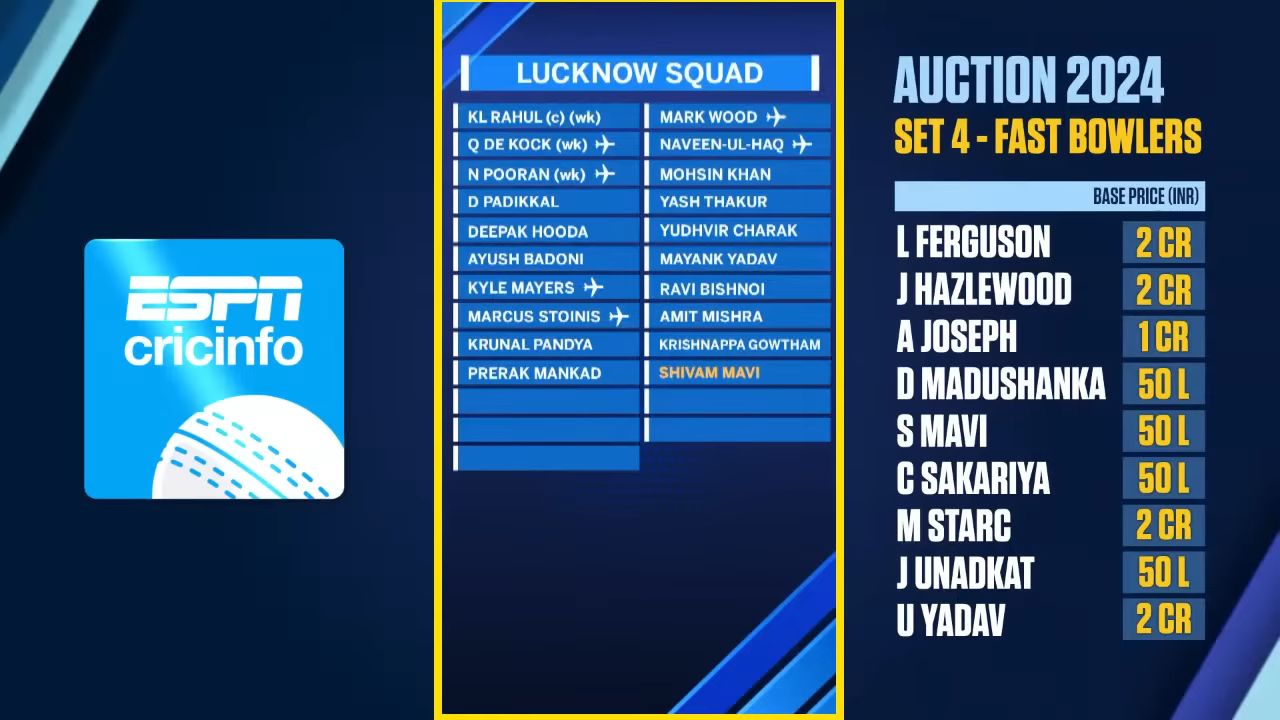 ESPN
cricinfo
LUCKNOW SQUAD
KL RAHUL (c) (wk)
Q DE KOCK (wk)
N POORAN (wk)
D PADIKKAL
DEEPAK HOODA
AYUSH BADONI
KYLE MAYERS
MARCUS STOINIS
KRUNAL PANDYA
PRERAK MANKAD
MARK WOOD
NAVEEN-UL-HAQ
MOHSIN KHAN
YASH THAKUR
YUDHVIR CHARAK
MAYANK YADAV
RAVI BISHNOI
AMIT MISHRA
KRISHNAPPA GOWTHAM
SHIVAM MAVI
AUCTION 2024
SET 4 - FAST BOWLERS
BASE PRICE (INR)
L FERGUSON 2 CR
J HAZLEWOOD 2 CR
A JOSEPH 1 CR
D MADUSHANKA 50 L
S MAVI 50 L
C SAKARIYA 50 L
M STARC 2 CR
J UNADKAT 50 L
U YADAV 2 CR